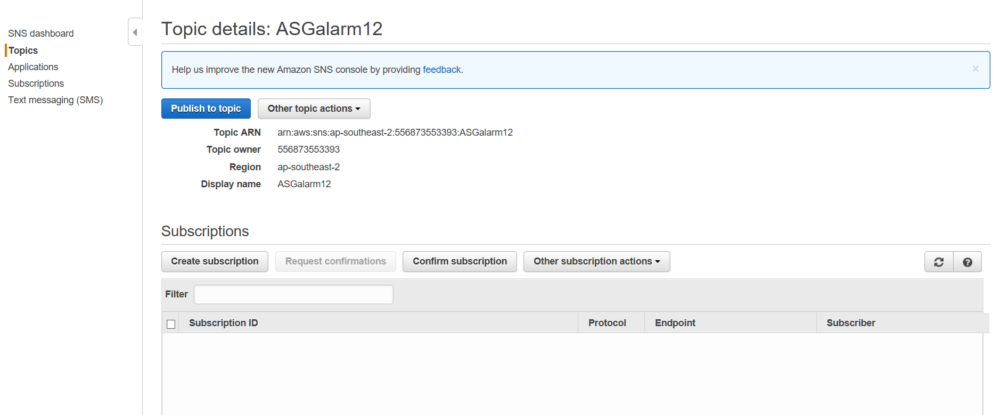 SNS dashboard
Topics
Applications
Subscriptions
Text messaging (SMS)
Topic details: ASGalarm12
Help us improve the new Amazon SNS console by providing feedback.
×
Publish to topic
Other topic actions
Topic ARN arn:aws:sns:ap-southeast-2:556873553393:ASGalarm12
Topic owner 556873553393
Region ap-southeast-2
Display name ASGalarm12
Subscriptions
Create subscription
Request confirmations
Confirm subscription
Other subscription actions
?
Filter
Subscription ID Protocol Endpoint Subscriber